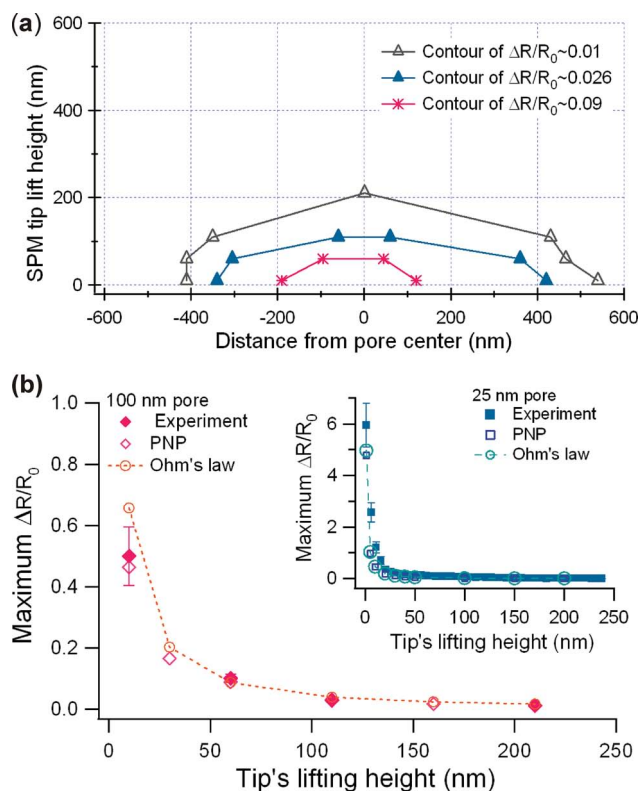 (a)
600
400
200
0
SPM tip lift height (nm)
Contour of ΔR/R₀~0.01
Contour of ΔR/R₀~0.026
Contour of ΔR/R₀~0.09
-600 -400 -200 0 200 400 600
Distance from pore center (nm)
(b)
1.0
0.8
0.6
0.4
0.2
0.0
Maximum ΔR/R₀
100 nm pore
Experiment
PNP
Ohm's law
0 50 100 150 200 250
Tip's lifting height (nm)
6
4
2
0
Maximum ΔR/R₀
25 nm pore
Experiment
PNP
Ohm's law
0 50 100 150 200 250
Tip's lifting height (nm)